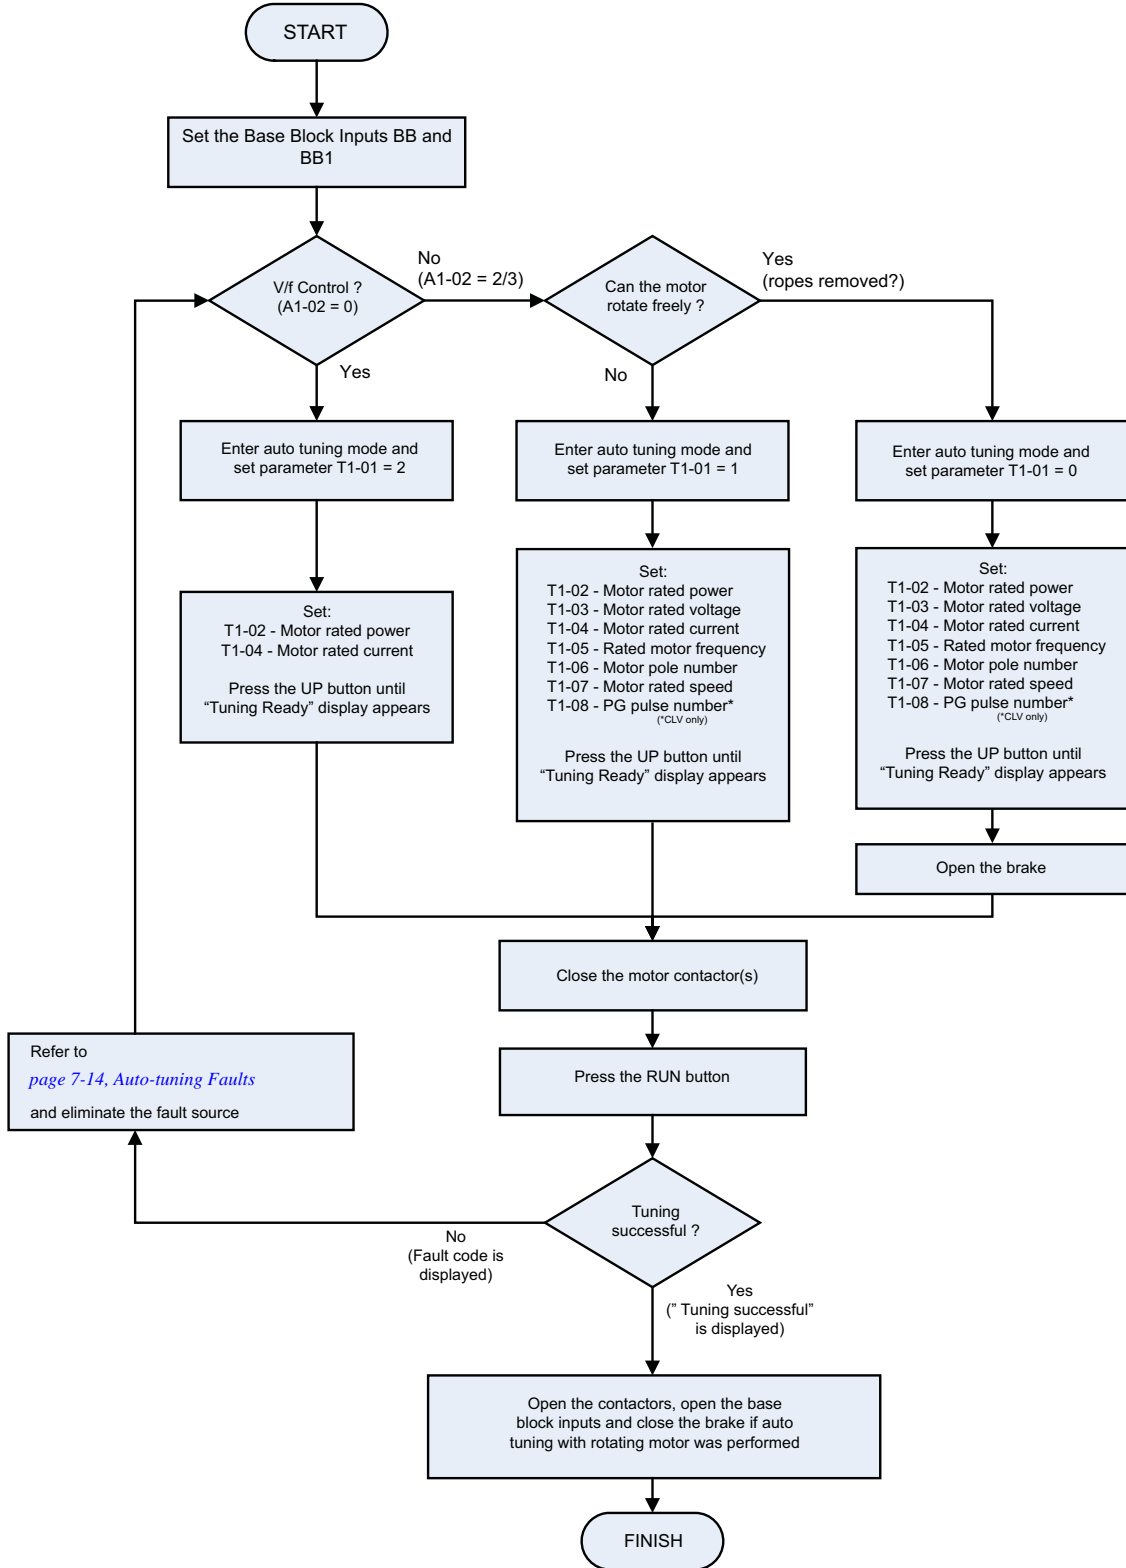 START
Set the Base Block Inputs BB and
BB1
V/f Control ?
(A1-02 = 0)
No
(A1-02 = 2/3)
Can the motor
rotate freely ?
Yes
(ropes removed?)
Yes
No
Enter auto tuning mode and
set parameter T1-01 = 2
Enter auto tuning mode and
set parameter T1-01 = 1
Enter auto tuning mode and
set parameter T1-01 = 0
Set:
T1-02 - Motor rated power
T1-04 - Motor rated current
Press the UP button until
“Tuning Ready” display appears
Set:
T1-02 - Motor rated power
T1-03 - Motor rated voltage
T1-04 - Motor rated current
T1-05 - Rated motor frequency
T1-06 - Motor pole number
T1-07 - Motor rated speed
T1-08 - PG pulse number*
(*CLV only)
Press the UP button until
“Tuning Ready” display appears
Set:
T1-02 - Motor rated power
T1-03 - Motor rated voltage
T1-04 - Motor rated current
T1-05 - Rated motor frequency
T1-06 - Motor pole number
T1-07 - Motor rated speed
T1-08 - PG pulse number*
(*CLV only)
Press the UP button until
“Tuning Ready” display appears
Open the brake
Close the motor contactor(s)
Press the RUN button
Refer to
page 7-14, Auto-tuning Faults
and eliminate the fault source
Tuning
successful ?
No
(Fault code is
displayed)
Yes
(” Tuning successful”
is displayed)
Open the contactors, open the base
block inputs and close the brake if auto
tuning with rotating motor was performed
FINISH